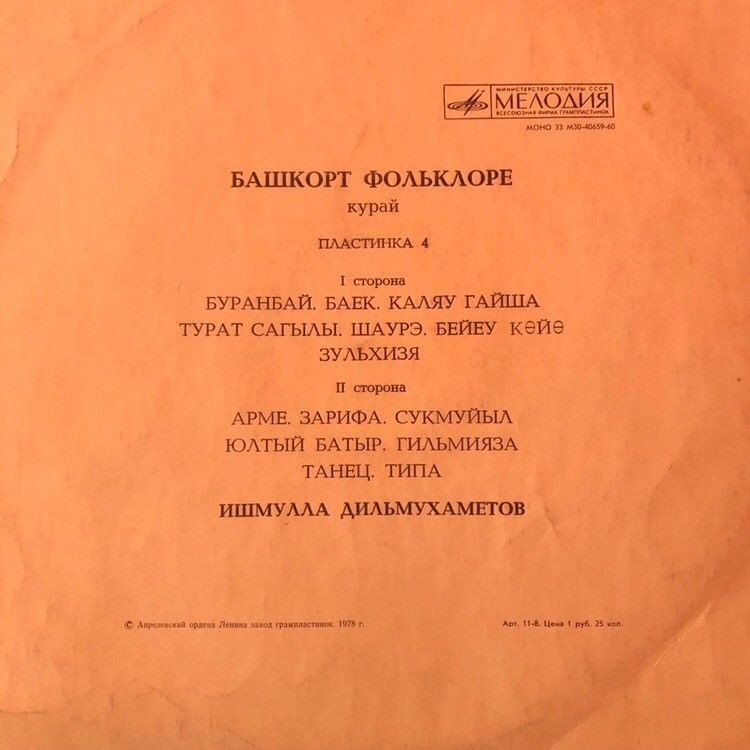 МИНИСТЕРСТВО КУЛЬТУРЫ СССР
МЕЛОДИЯ
ВСЕСОЮЗНАЯ ФИРМА ГРАМПЛАСТИНОК
МОНО 33 М30-40659-60
БАШКОРТ ФОЛЬКЛОРЕ
курай
ПЛАСТИНКА 4
I сторона
БУРАНБАЙ. БАЕК. КАЛЯУ ГАЙША
ТУРАТ САГЫЛЫ. ШАУРЭ. БЕЙЕУ КӨЙӨ
ЗУЛЬХИЗЯ
II сторона
АРМЕ. ЗАРИФА. СУКМУЙЫЛ
ЮЛТЫЙ БАТЫР. ГИЛЬМИЯЗА
ТАНЕЦ. ТИПА
ИШМУЛЛА ДИЛЬМУХАМЕТОВ
© Апрелевский ордена Ленина завод грампластинок. 1978 г.
Арт. 11-8. Цена 1 руб. 25 коп.